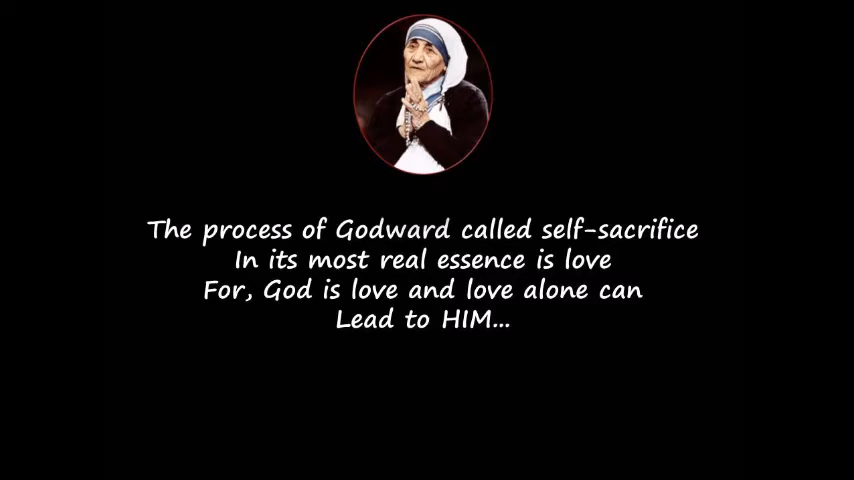 The process of Godward called self-sacrifice
In its most real essence is love
For, God is love and love alone can
Lead to HIM...